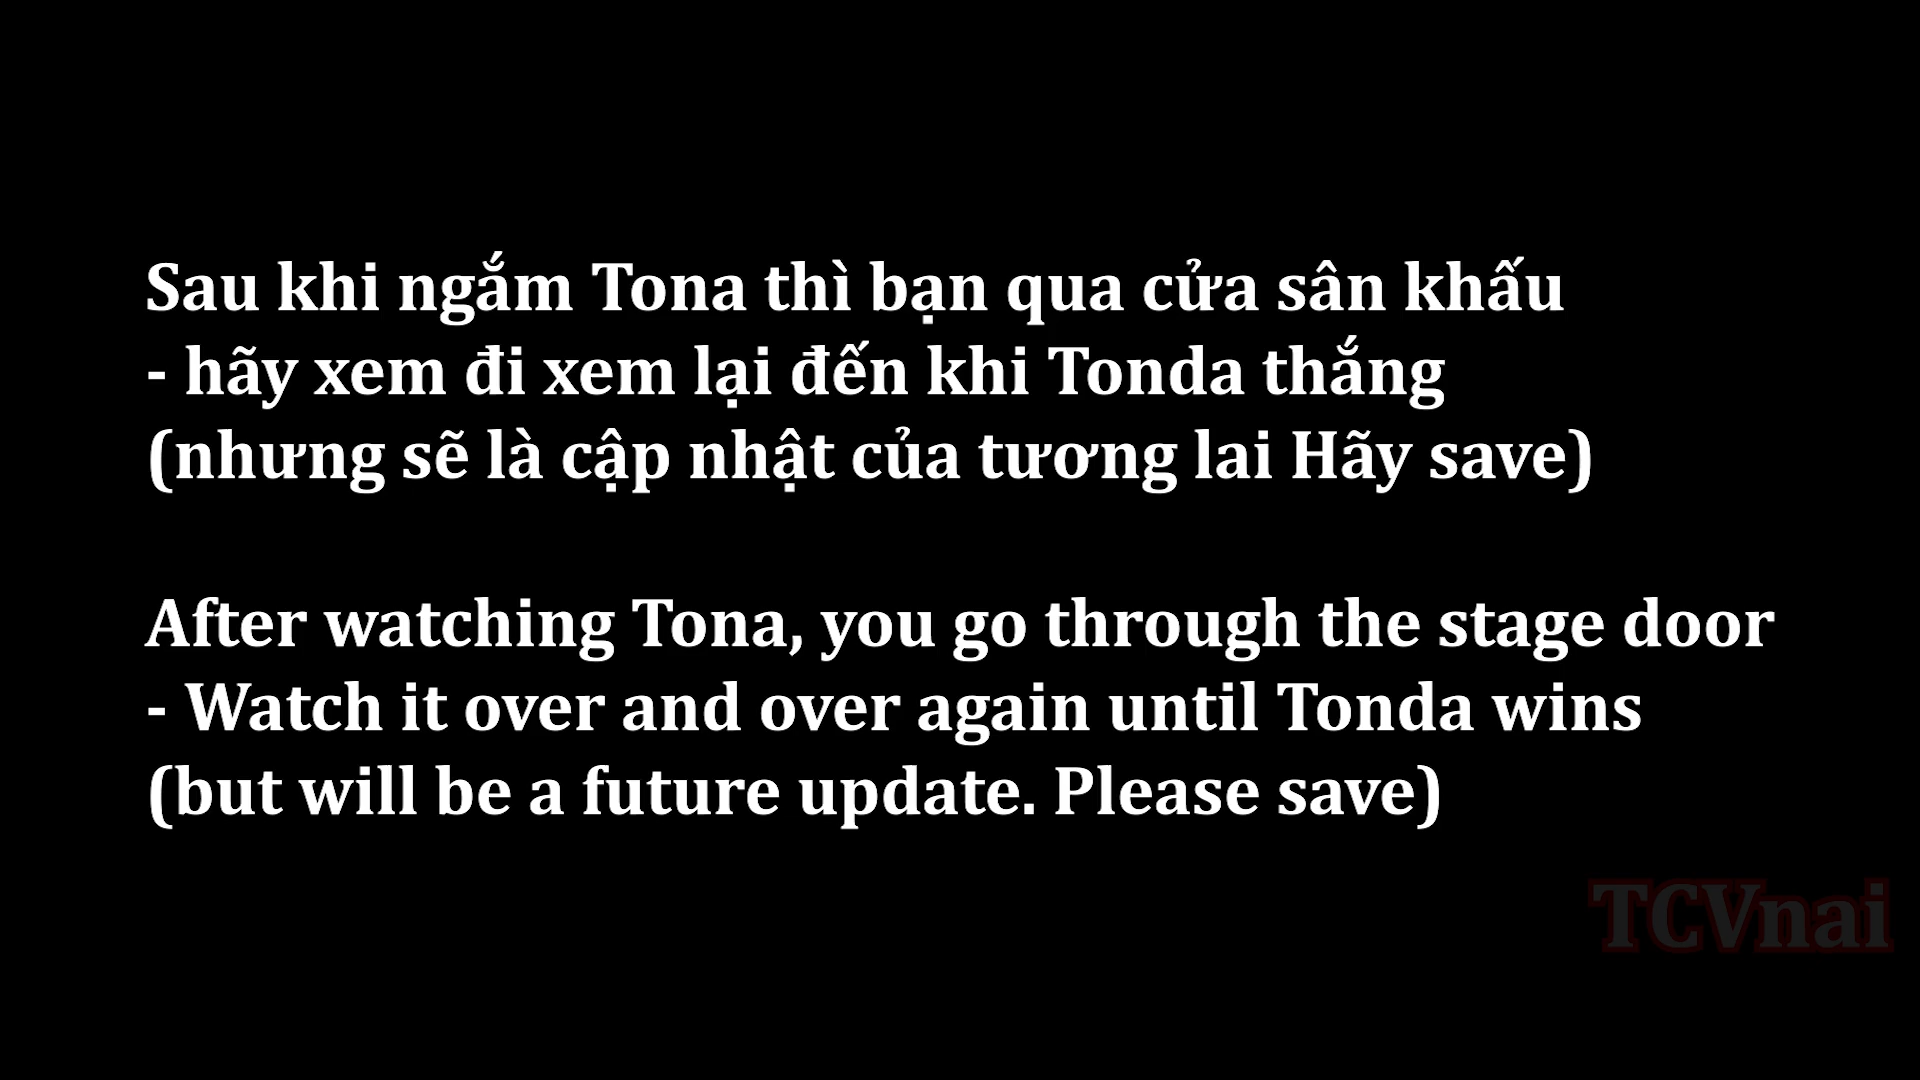 Sau khi ngắm Tona thì bạn qua cửa sân khấu
- hãy xem đi xem lại đến khi Tonda thắng
(nhưng sẽ là cập nhật của tương lai Hãy save)
After watching Tona, you go through the stage door
- Watch it over and over again until Tonda wins
(but will be a future update. Please save)
TCVnai